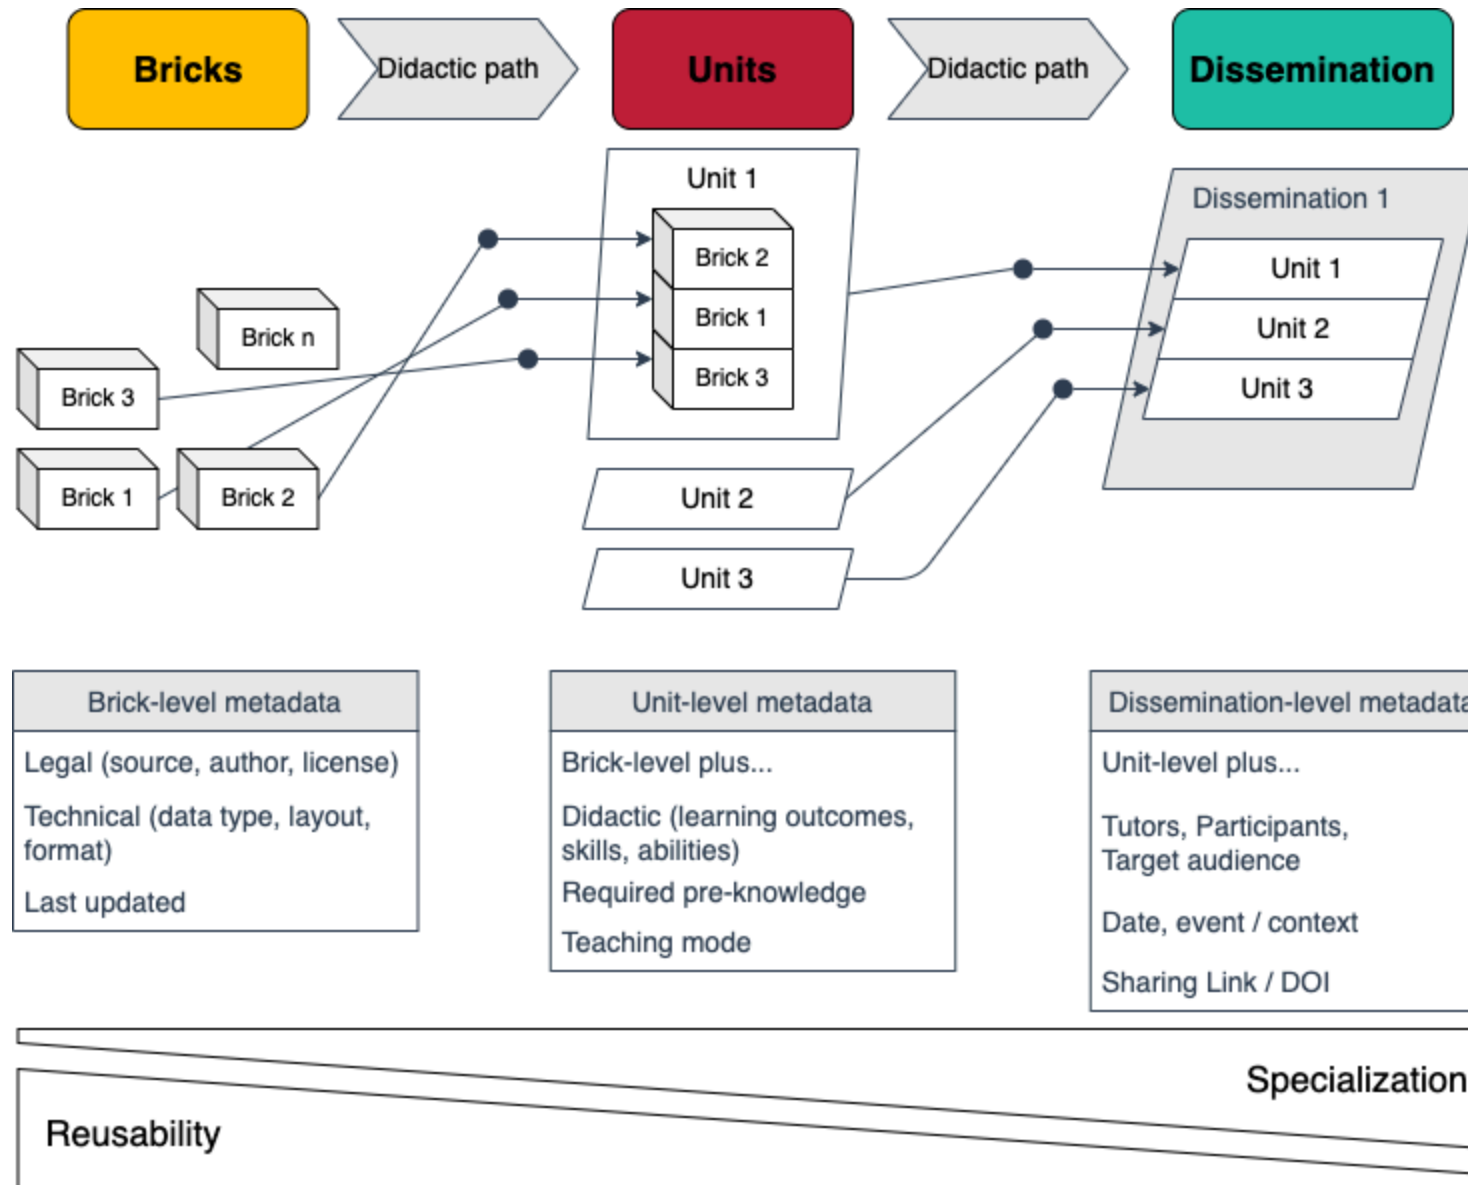 Bricks
Didactic path
Units
Didactic path
Dissemination
Unit 1
Brick 2
Brick 1
Brick 3
Brick n
Brick 3
Brick 1
Brick 2
Unit 2
Unit 3
Dissemination 1
Unit 1
Unit 2
Unit 3
Brick-level metadata
Legal (source, author, license)
Technical (data type, layout,
format)
Last updated
Unit-level metadata
Brick-level plus...
Didactic (learning outcomes,
skills, abilities)
Required pre-knowledge
Teaching mode
Dissemination-level metadata
Unit-level plus...
Tutors, Participants,
Target audience
Date, event / context
Sharing Link / DOI
Specialization
Reusability